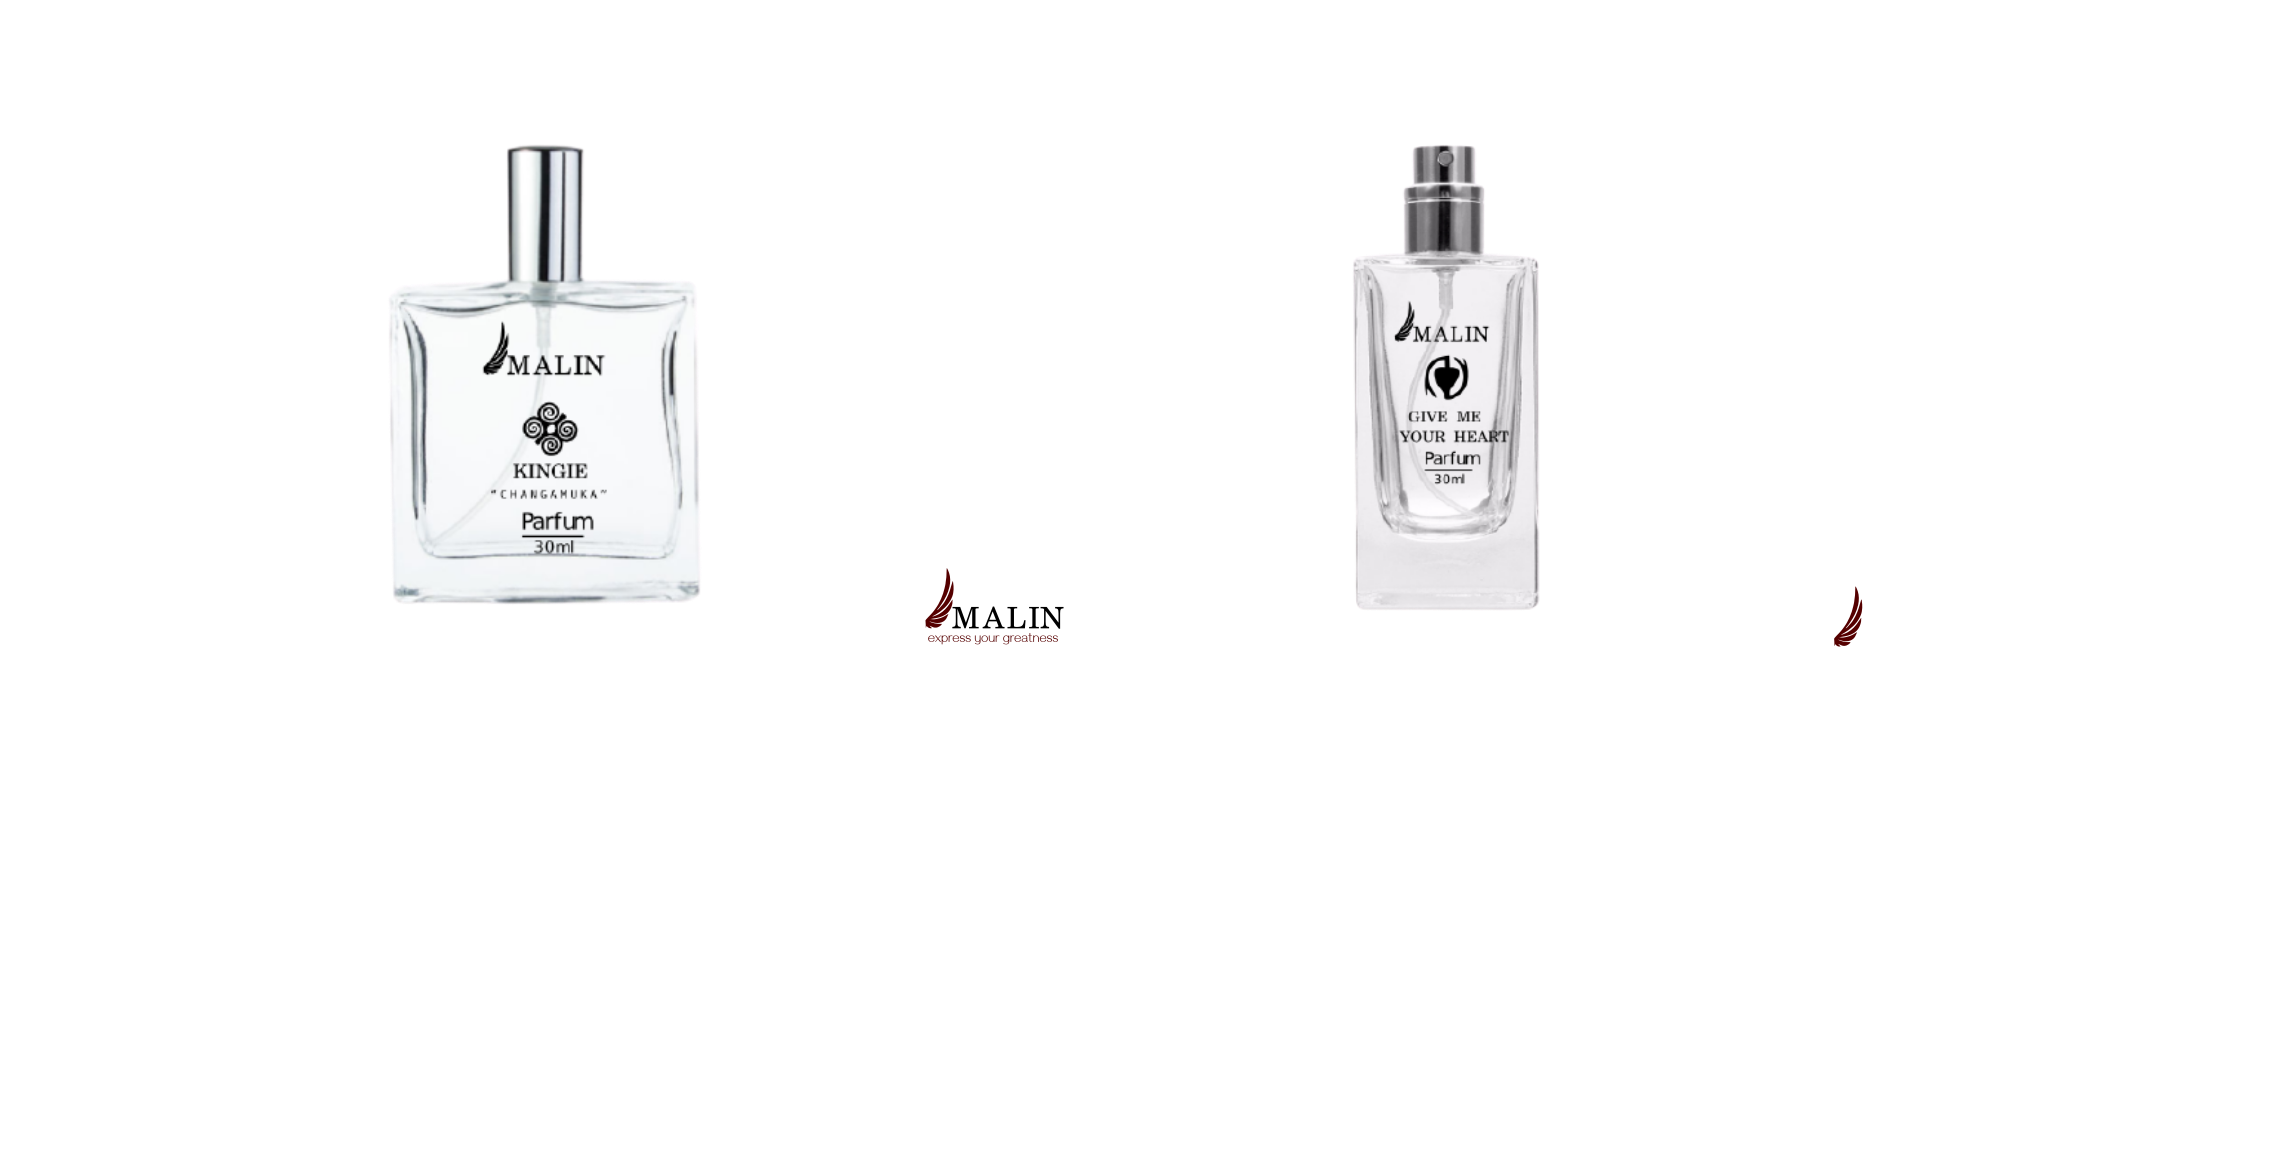 MALIN
KINGIE
"CHANGAMUKA"
Parfum
30ml
MALIN
express your greatness
MALIN
GIVE ME
YOUR HEART
Parfum
30ml